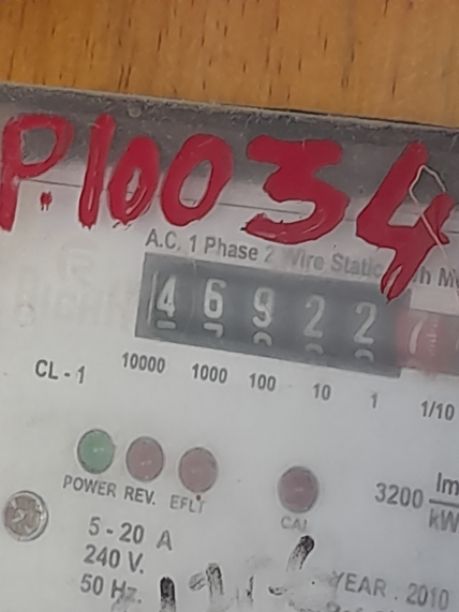 P.10034
A.C. 1 Phase 2 Wire Static
46922
CL - 1 10000 1000 100 10 1 1/10
POWER REV. EFLT CAL
3200
5 - 20 A
240 V.
50 Hz.
YEAR . 2010